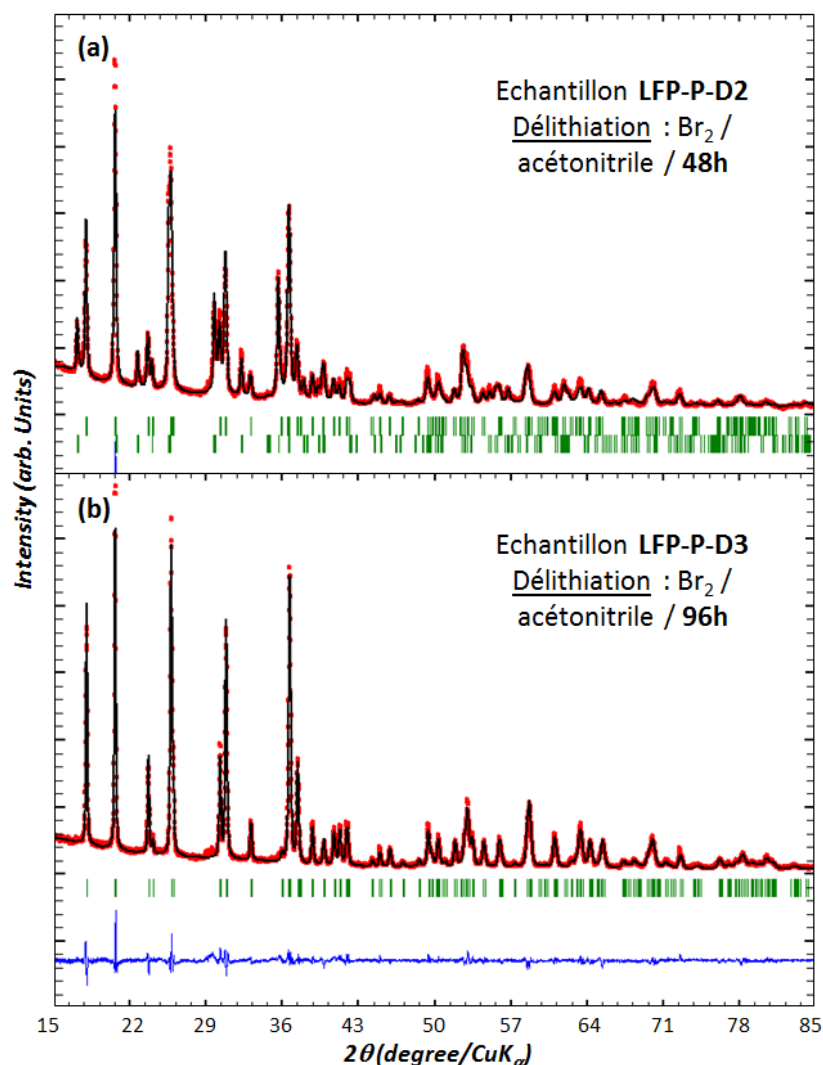 (a)
Echantillon LFP-P-D2
Délithiation : Br₂ /
acétonitrile / 48h
Intensity (arb. Units)
(b)
Echantillon LFP-P-D3
Délithiation : Br₂ /
acétonitrile / 96h
15 22 29 36 43 50 57 64 71 78 85
2θ (degree/CuKα)